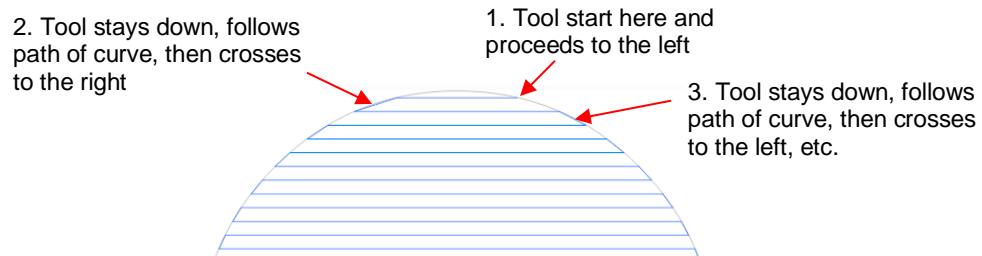 2. Tool stays down, follows
path of curve, then crosses
to the right
1. Tool start here and
proceeds to the left
3. Tool stays down, follows
path of curve, then crosses
to the left, etc.